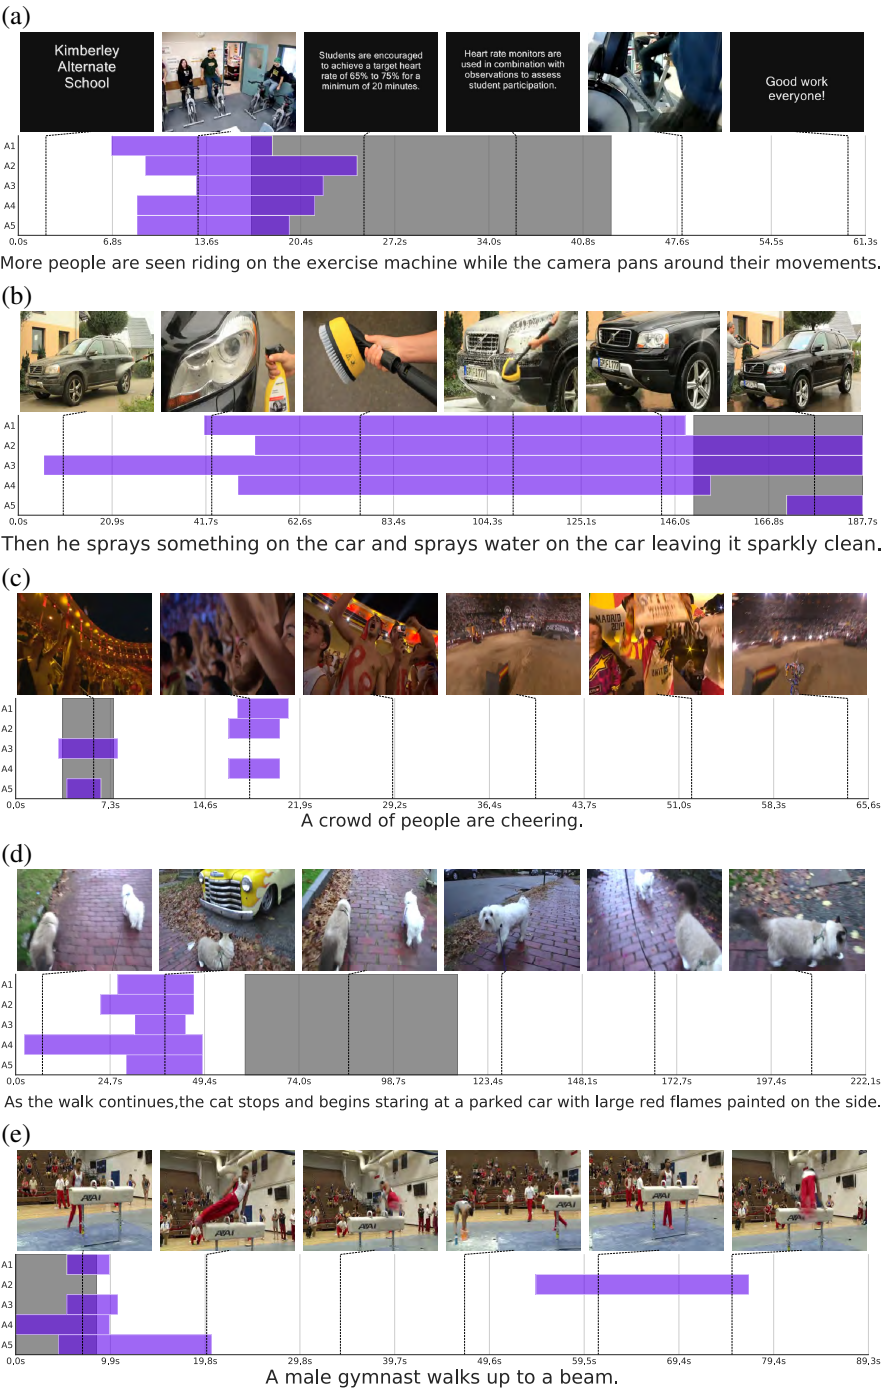 (a)
Kimberley
Alternate
School
Students are encouraged
to achieve a target heart
rate of 65% to 75% for a
minimum of 20 minutes.
Heart rate monitors are
used in combination with
observations to assess
student participation.
Good work
everyone!
A1
A2
A3
A4
A5
0.0s 6.8s 13.6s 20.4s 27.2s 34.0s 40.8s 47.6s 54.5s 61.3s
More people are seen riding on the exercise machine while the camera pans around their movements.
(b)
A1
A2
A3
A4
A5
0.0s 20.9s 41.7s 62.6s 83.4s 104.3s 125.1s 146.0s 166.8s 187.7s
Then he sprays something on the car and sprays water on the car leaving it sparkly clean.
(c)
MADRID
A1
A2
A3
A4
A5
0,0s 7,3s 14,6s 21,9s 29,2s 36,4s 43,7s 51,0s 58,3s 65,6s
A crowd of people are cheering.
(d)
A1
A2
A3
A4
A5
0,0s 24,7s 49,4s 74,0s 98,7s 123,4s 148,1s 172,7s 197,4s 222,1s
As the walk continues,the cat stops and begins staring at a parked car with large red flames painted on the side.
(e)
AAI AAI AAI AAI AAI
A1
A2
A3
A4
A5
0,0s 9,9s 19,8s 29,8s 39,7s 49,6s 59,5s 69,4s 79,4s 89,3s
A male gymnast walks up to a beam.